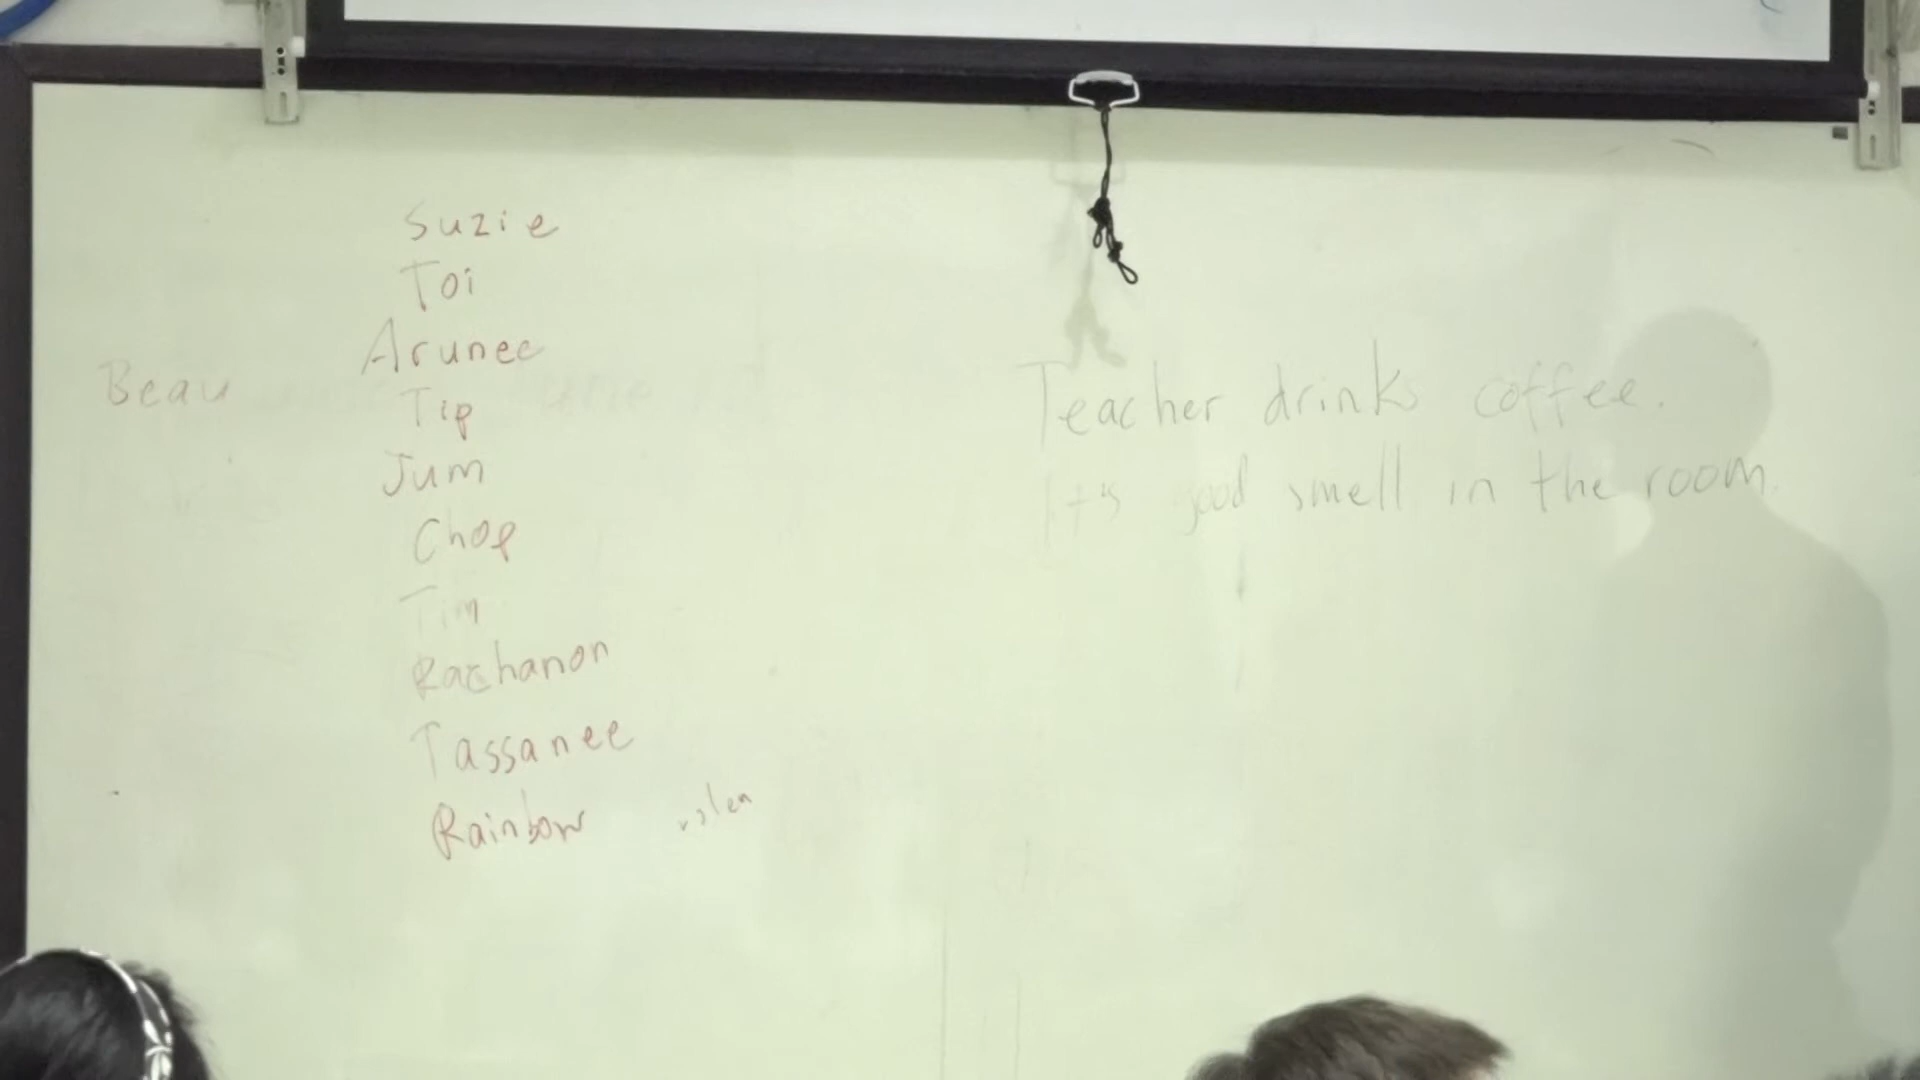 Suzie
Toi
Arunee
Beau
Tip
Jum
Chop
Tim
Rachanon
Tassanee
Rainbow
Teacher drinks coffee.
It's good smell in the room.